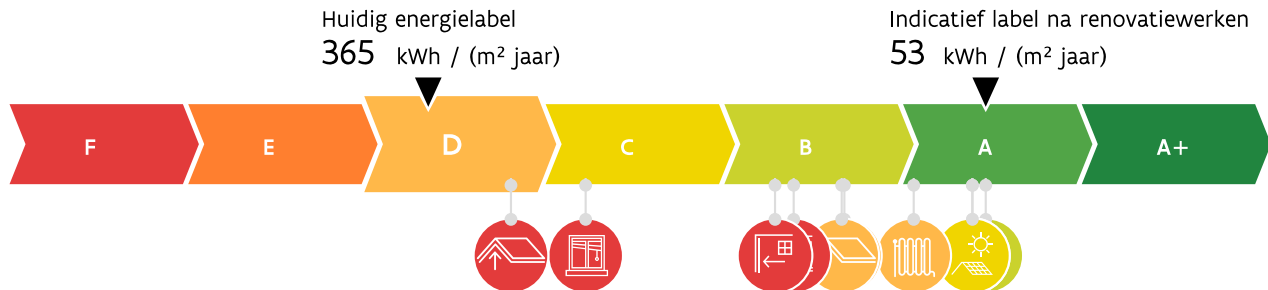 Huidig energielabel
365 kWh / (m² jaar)
Indicatief label na renovatiewerken
53 kWh / (m² jaar)
F E D C B A A+